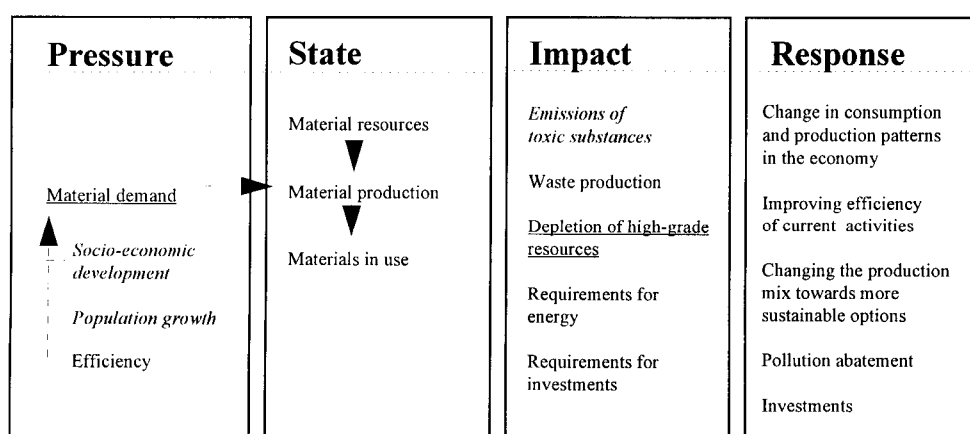 Pressure
Material demand
Socio-economic
development
Population growth
Efficiency
State
Material resources
Material production
Materials in use
Impact
Emissions of
toxic substances
Waste production
Depletion of high-grade
resources
Requirements for
energy
Requirements for
investments
Response
Change in consumption
and production patterns
in the economy
Improving efficiency
of current activities
Changing the production
mix towards more
sustainable options
Pollution abatement
Investments